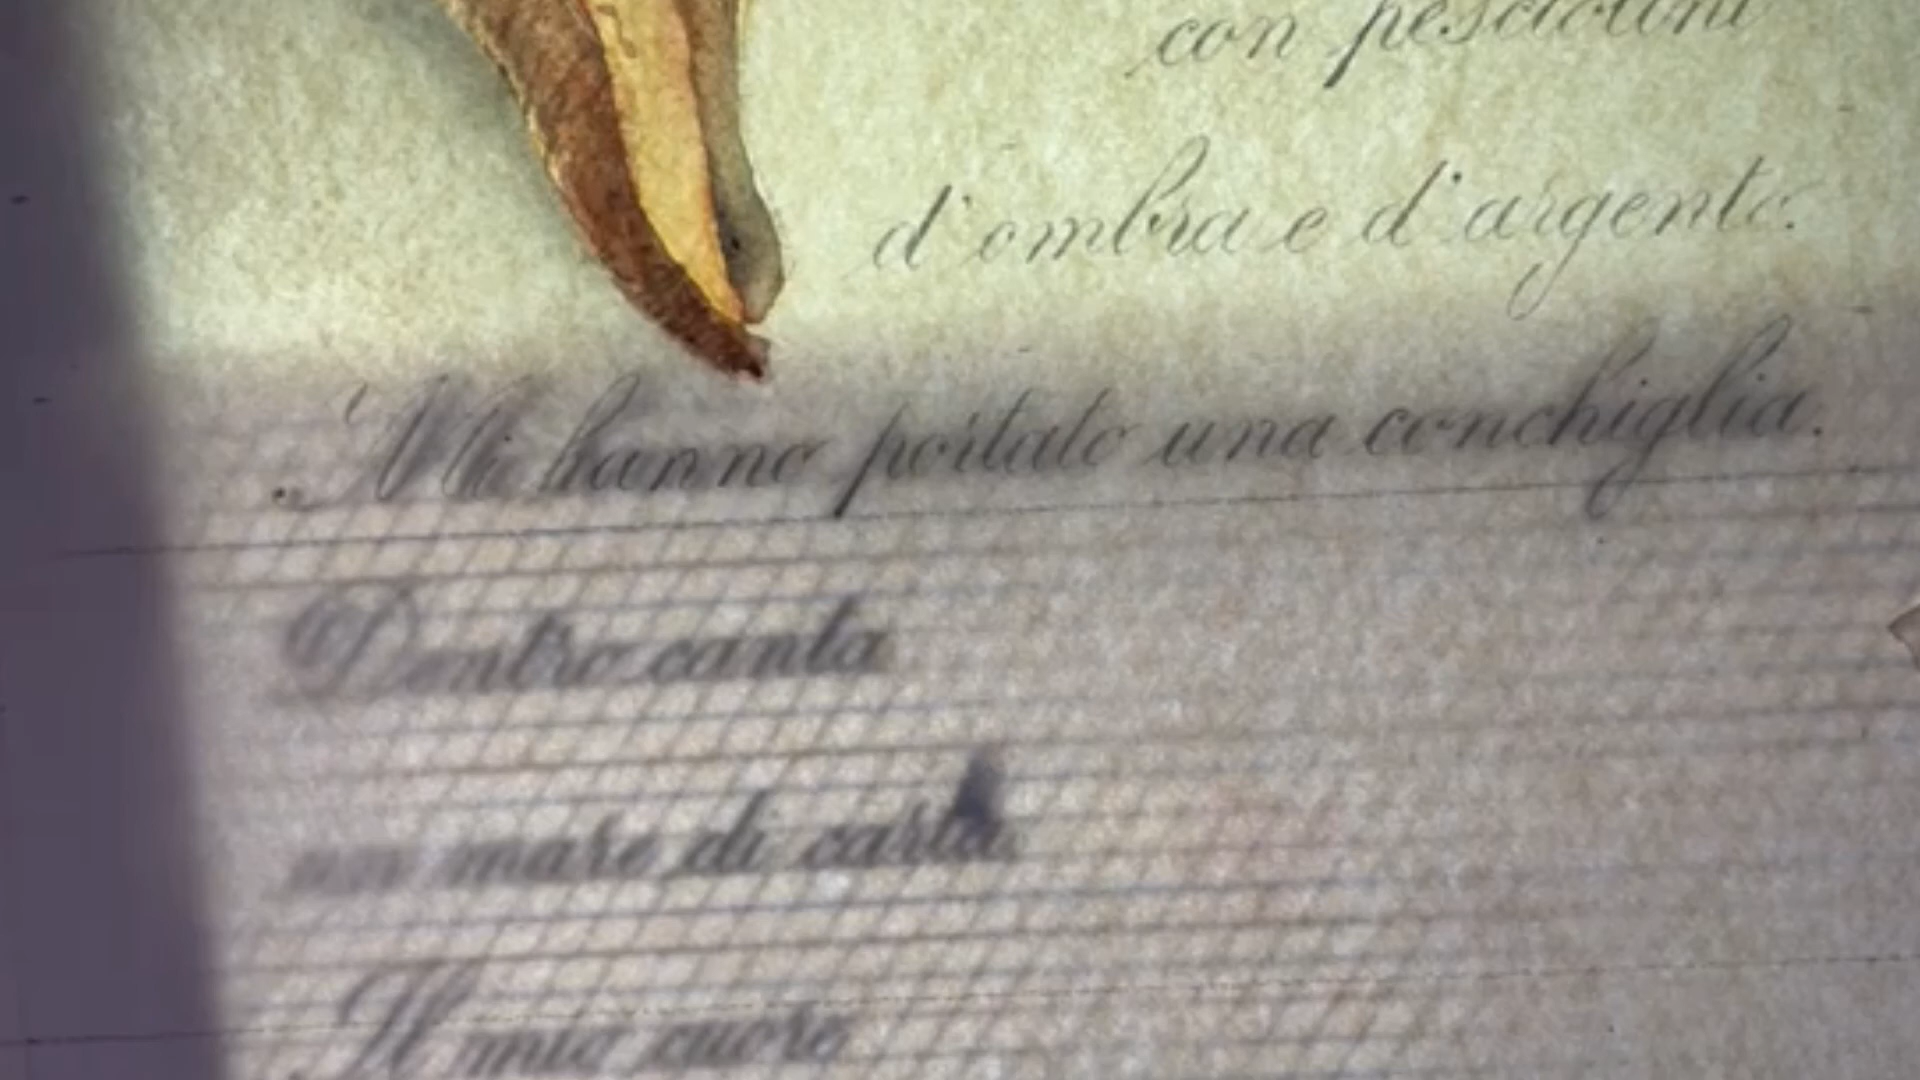 con pesciolini
d'ombra e d'argento.
Mi hanno portato una conchiglia.
Dentro canta
un mare di carta.
Il mio cuore